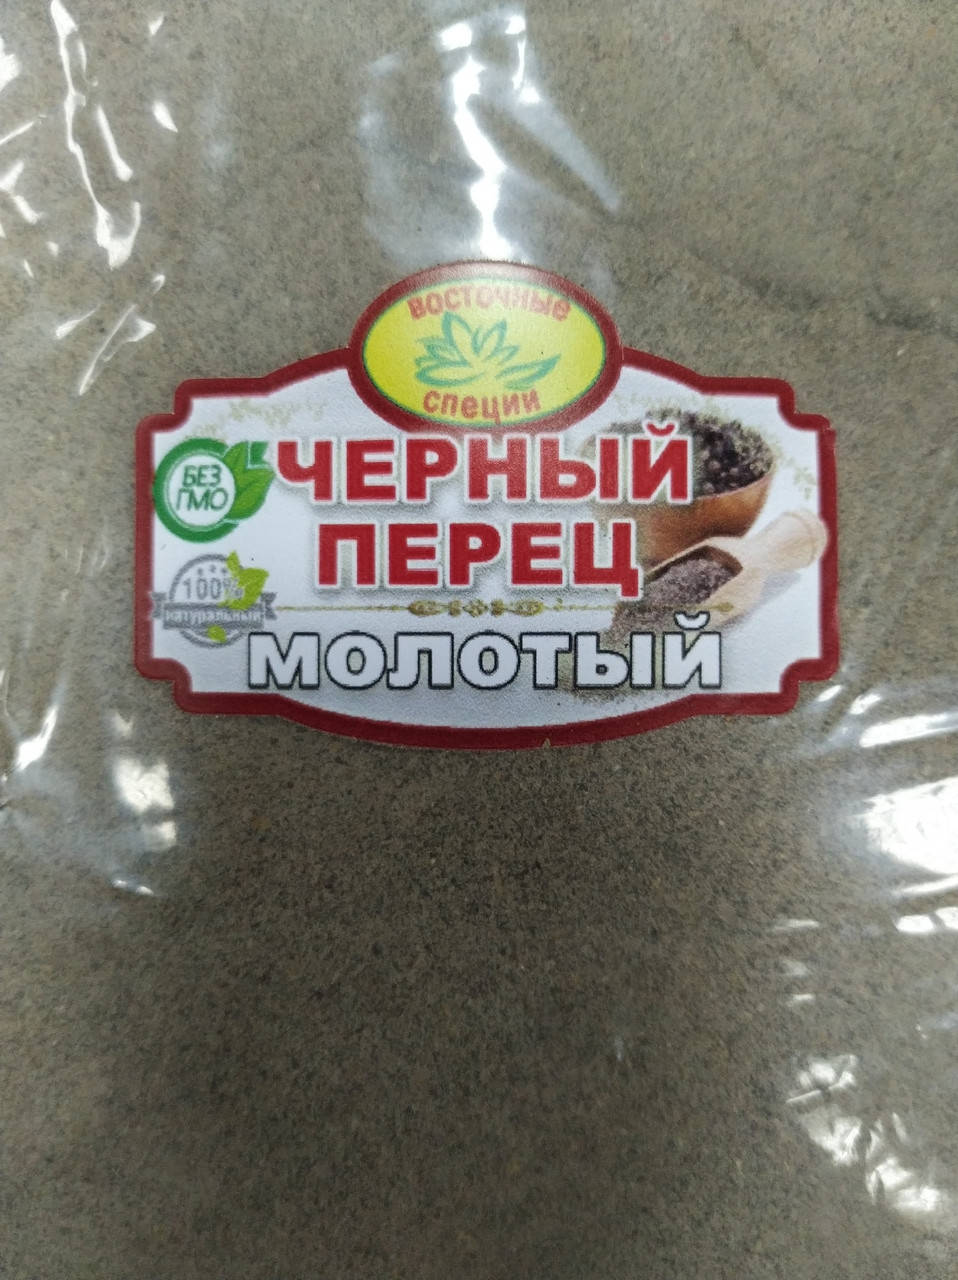 ВОСТОЧНЫЕ
СПЕЦИИ
БЕЗ
ГМО
ЧЕРНЫЙ
ПЕРЕЦ
100%
натуральный
МОЛОТЫЙ